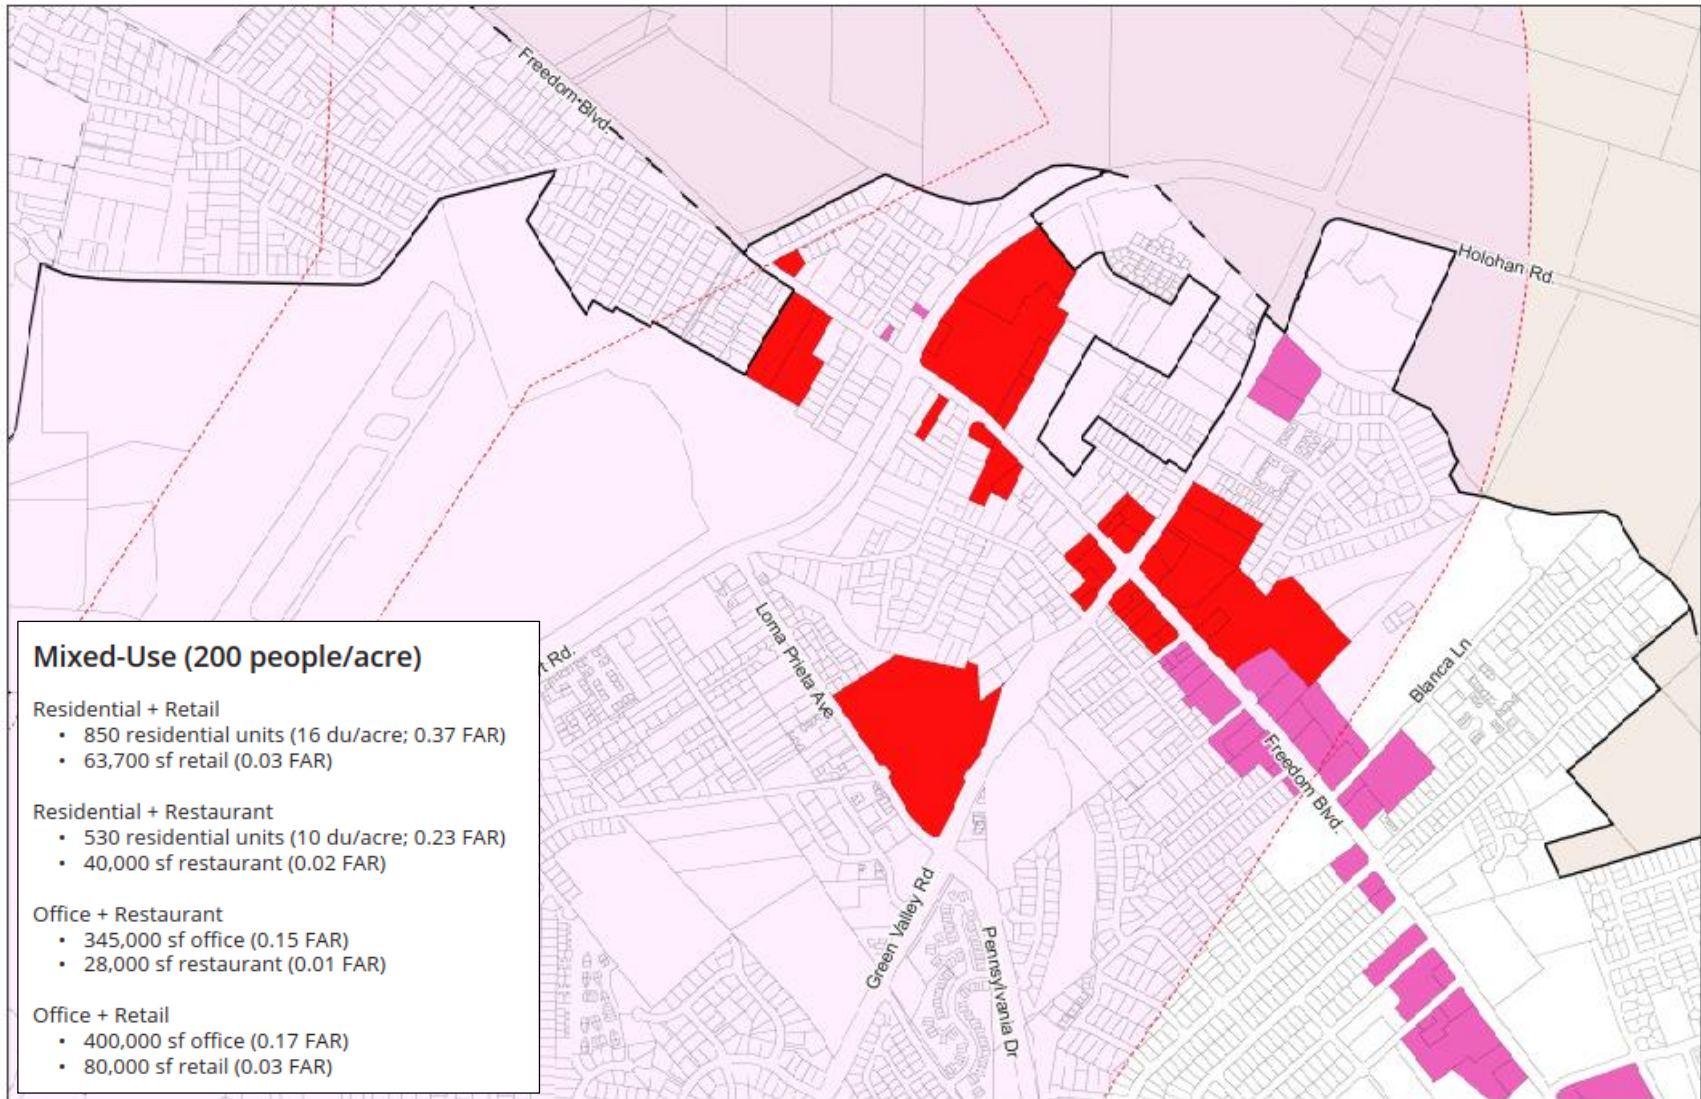 Freedom Blvd.
Holohan Rd.
Mixed-Use (200 people/acre)
Residential + Retail
• 850 residential units (16 du/acre; 0.37 FAR)
• 63,700 sf retail (0.03 FAR)
Residential + Restaurant
• 530 residential units (10 du/acre; 0.23 FAR)
• 40,000 sf restaurant (0.02 FAR)
Office + Restaurant
• 345,000 sf office (0.15 FAR)
• 28,000 sf restaurant (0.01 FAR)
Office + Retail
• 400,000 sf office (0.17 FAR)
• 80,000 sf retail (0.03 FAR)
Rd.
Loma Prieta Ave
Blanca Ln
Freedom Blvd.
Green Valley Rd
Pennsylvania Dr